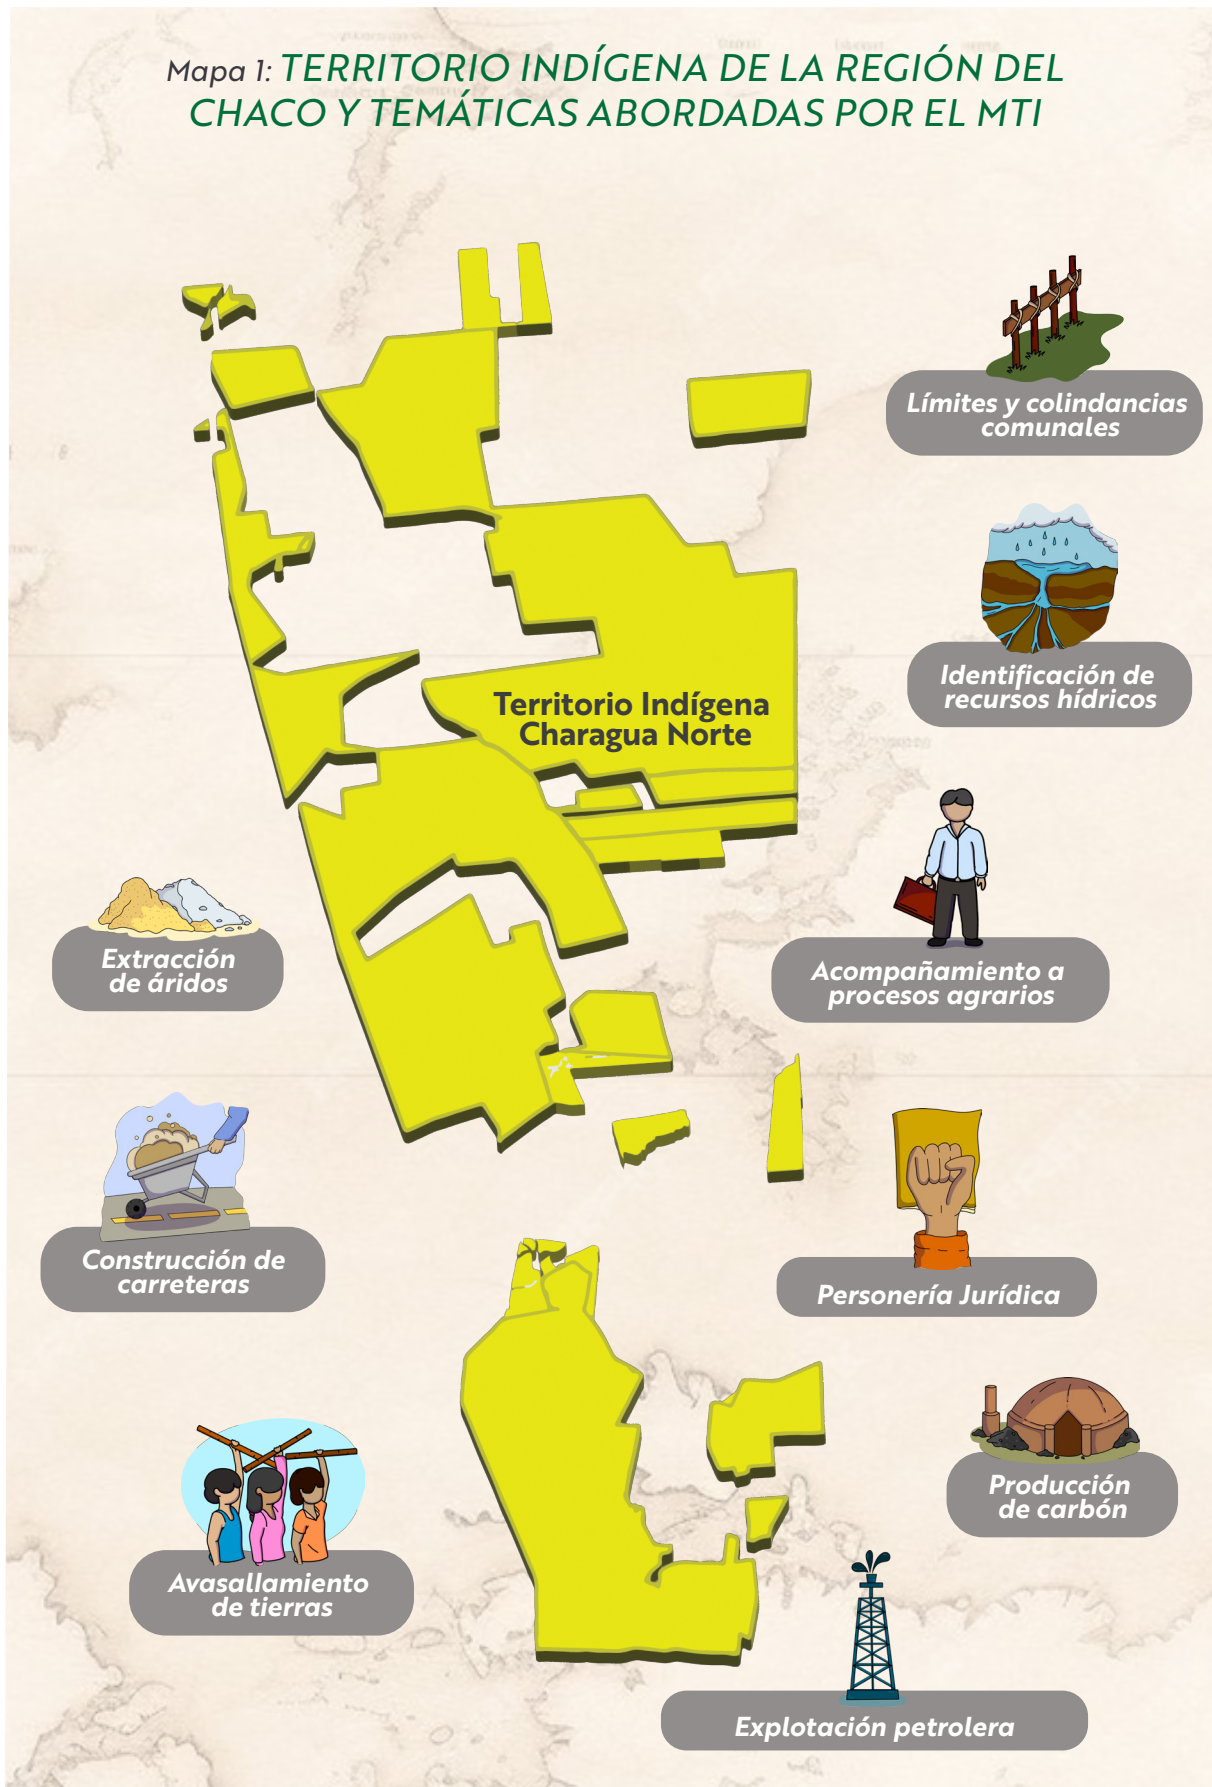 Mapa 1: TERRITORIO INDÍGENA DE LA REGIÓN DEL
CHACO Y TEMÁTICAS ABORDADAS POR EL MTI
Límites y colindancias
comunales
Identificación de
recursos hídricos
Territorio Indígena
Charagua Norte
Extracción
de áridos
Acompañamiento a
procesos agrarios
Construcción de
carreteras
Personería Jurídica
Producción
de carbón
Avasallamiento
de tierras
Explotación petrolera